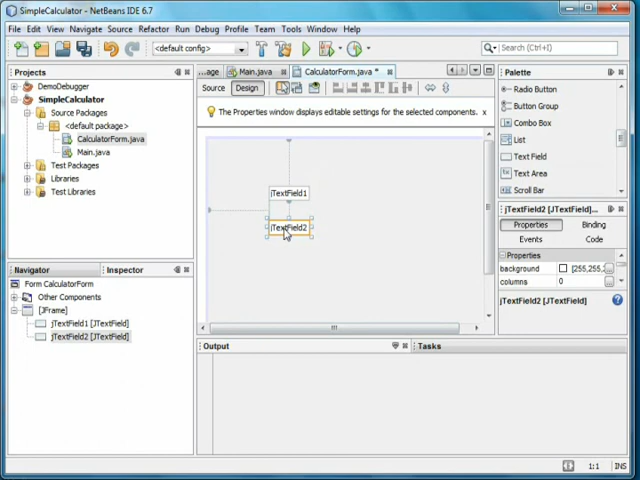 SimpleCalculator - NetBeans IDE 6.7
File Edit View Navigate Source Refactor Run Debug Profile Team Tools Window Help
<default config>
Search (Ctrl+I)
Projects
DemoDebugger
SimpleCalculator
Source Packages
<default package>
CalculatorForm.java
Main.java
Test Packages
Libraries
Test Libraries
Navigator
Inspector
Form CalculatorForm
Other Components
[JFrame]
jTextField1 [JTextField]
jTextField2 [JTextField]
...age
Main.java
CalculatorForm.java *
Source
Design
The Properties window displays editable settings for the selected components.
x
jTextField1
jTextField2
Output
Tasks
Palette
Radio Button
Button Group
Combo Box
List
Text Field
Text Area
Scroll Bar
jTextField2 [JTextField]...
Properties
Binding
Events
Code
Properties
background
[255,255,
columns
0
jTextField2 [JTextField]
1:1
INS